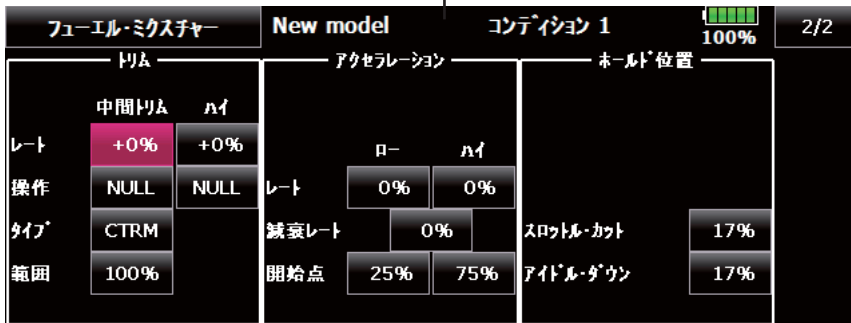 フューエル・ミクスチャー New model コンディション 1 100% 2/2
トリム アクセラレーション ホールド位置
中間トリム ハイ
ロー ハイ
レート +0% +0%
操作 NULL NULL レート 0% 0%
タイプ CTRM 減衰レート 0% スロットル・カット 17%
範囲 100% 開始点 25% 75% アイドル・ダウン 17%